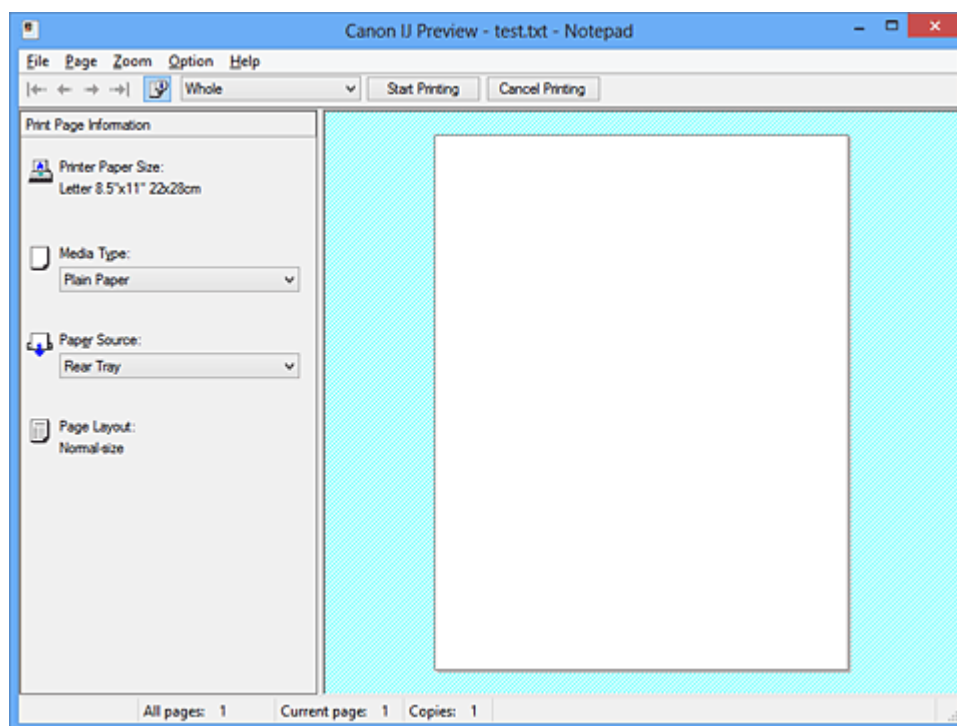 Canon IJ Preview - test.txt - Notepad
File Page Zoom Option Help
Whole Start Printing Cancel Printing
Print Page Information
Printer Paper Size:
Letter 8.5"x11" 22x28cm
Media Type:
Plain Paper
Paper Source:
Rear Tray
Page Layout:
Normal-size
All pages: 1 Current page: 1 Copies: 1